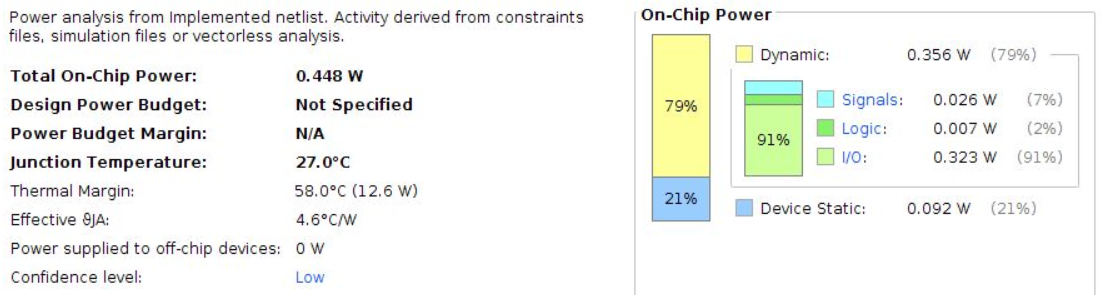 Power analysis from Implemented netlist. Activity derived from constraints
files, simulation files or vectorless analysis.
Total On-Chip Power: 0.448 W
Design Power Budget: Not Specified
Power Budget Margin: N/A
Junction Temperature: 27.0°C
Thermal Margin: 58.0°C (12.6 W)
Effective ϑJA: 4.6°C/W
Power supplied to off-chip devices: 0 W
Confidence level: Low
On-Chip Power
Dynamic: 0.356 W (79%)
79%
Signals: 0.026 W (7%)
Logic: 0.007 W (2%)
91%
I/O: 0.323 W (91%)
21%
Device Static: 0.092 W (21%)